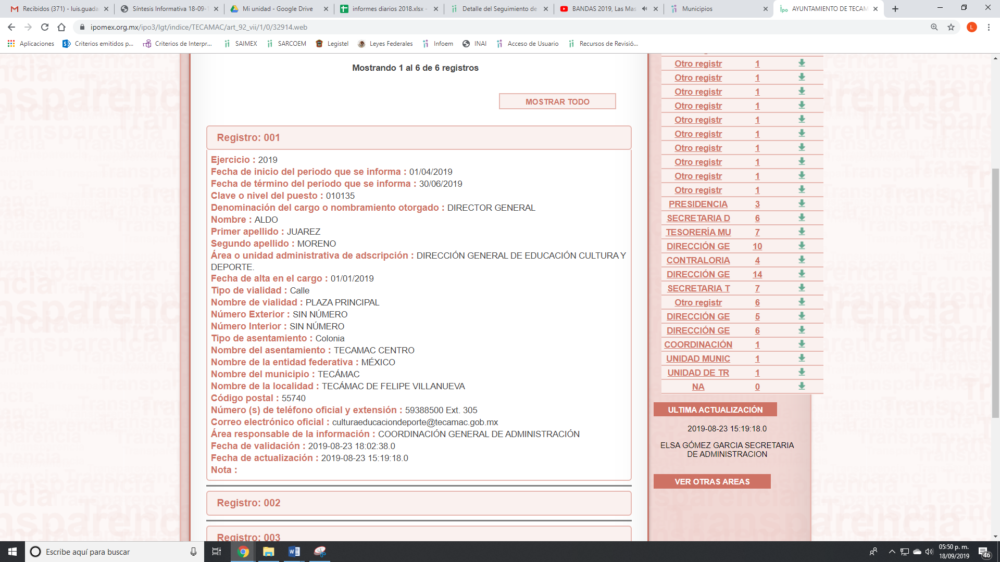 Recibidos (371) - luis.guada
Síntesis Informativa 18-09-1
Mi unidad - Google Drive
informes diarios 2018.xlsx -
Detalle del Seguimiento de
BANDAS 2019, Las Mas
Municipios
AYUNTAMIENTO DE TECAM
ipomex.org.mx/ipo3/lgt/indice/TECAMAC/art_92_vii/1/0/32914.web
L
Aplicaciones
Criterios emitidos p...
Criterios de Interpr...
SAIMEX
SARCOEM
Legistel
Leyes Federales
Infoem
INAI
Acceso de Usuario
Recursos de Revisió...
Mostrando 1 al 6 de 6 registros
MOSTRAR TODO
Registro: 001
Ejercicio : 2019
Fecha de inicio del periodo que se informa : 01/04/2019
Fecha de término del periodo que se informa : 30/06/2019
Clave o nivel del puesto : 010135
Denominación del cargo o nombramiento otorgado : DIRECTOR GENERAL
Nombre : ALDO
Primer apellido : JUAREZ
Segundo apellido : MORENO
Área o unidad administrativa de adscripción : DIRECCIÓN GENERAL DE EDUCACIÓN CULTURA Y
DEPORTE.
Fecha de alta en el cargo : 01/01/2019
Tipo de vialidad : Calle
Nombre de vialidad : PLAZA PRINCIPAL
Número Exterior : SIN NÚMERO
Número Interior : SIN NÚMERO
Tipo de asentamiento : Colonia
Nombre del asentamiento : TECAMAC CENTRO
Nombre de la entidad federativa : MÉXICO
Nombre del municipio : TECÁMAC
Nombre de la localidad : TECÁMAC DE FELIPE VILLANUEVA
Código postal : 55740
Número (s) de teléfono oficial y extensión : 59388500 Ext. 305
Correo electrónico oficial : culturaeducaciondeporte@tecamac.gob.mx
Área responsable de la información : COORDINACIÓN GENERAL DE ADMINISTRACIÓN
Fecha de validación : 2019-08-23 18:02:38.0
Fecha de actualización : 2019-08-23 15:19:18.0
Nota :
Registro: 002
Registro: 003
Otro registr 1
Otro registr 1
Otro registr 1
Otro registr 1
Otro registr 1
Otro registr 1
Otro registr 1
Otro registr 1
Otro registr 1
Otro registr 1
PRESIDENCIA 3
SECRETARIA D 6
TESORERÍA MU 7
DIRECCIÓN GE 10
CONTRALORIA 4
DIRECCIÓN GE 14
SECRETARIA T 7
Otro registr 6
DIRECCIÓN GE 5
DIRECCIÓN GE 6
COORDINACIÓN 1
UNIDAD MUNIC 1
UNIDAD DE TR 1
NA 0
ULTIMA ACTUALIZACIÓN
2019-08-23 15:19:18.0
ELSA GÓMEZ GARCIA SECRETARIA
DE ADMINISTRACION
VER OTRAS AREAS
Escribe aquí para buscar
05:50 p. m.
18/09/2019
46